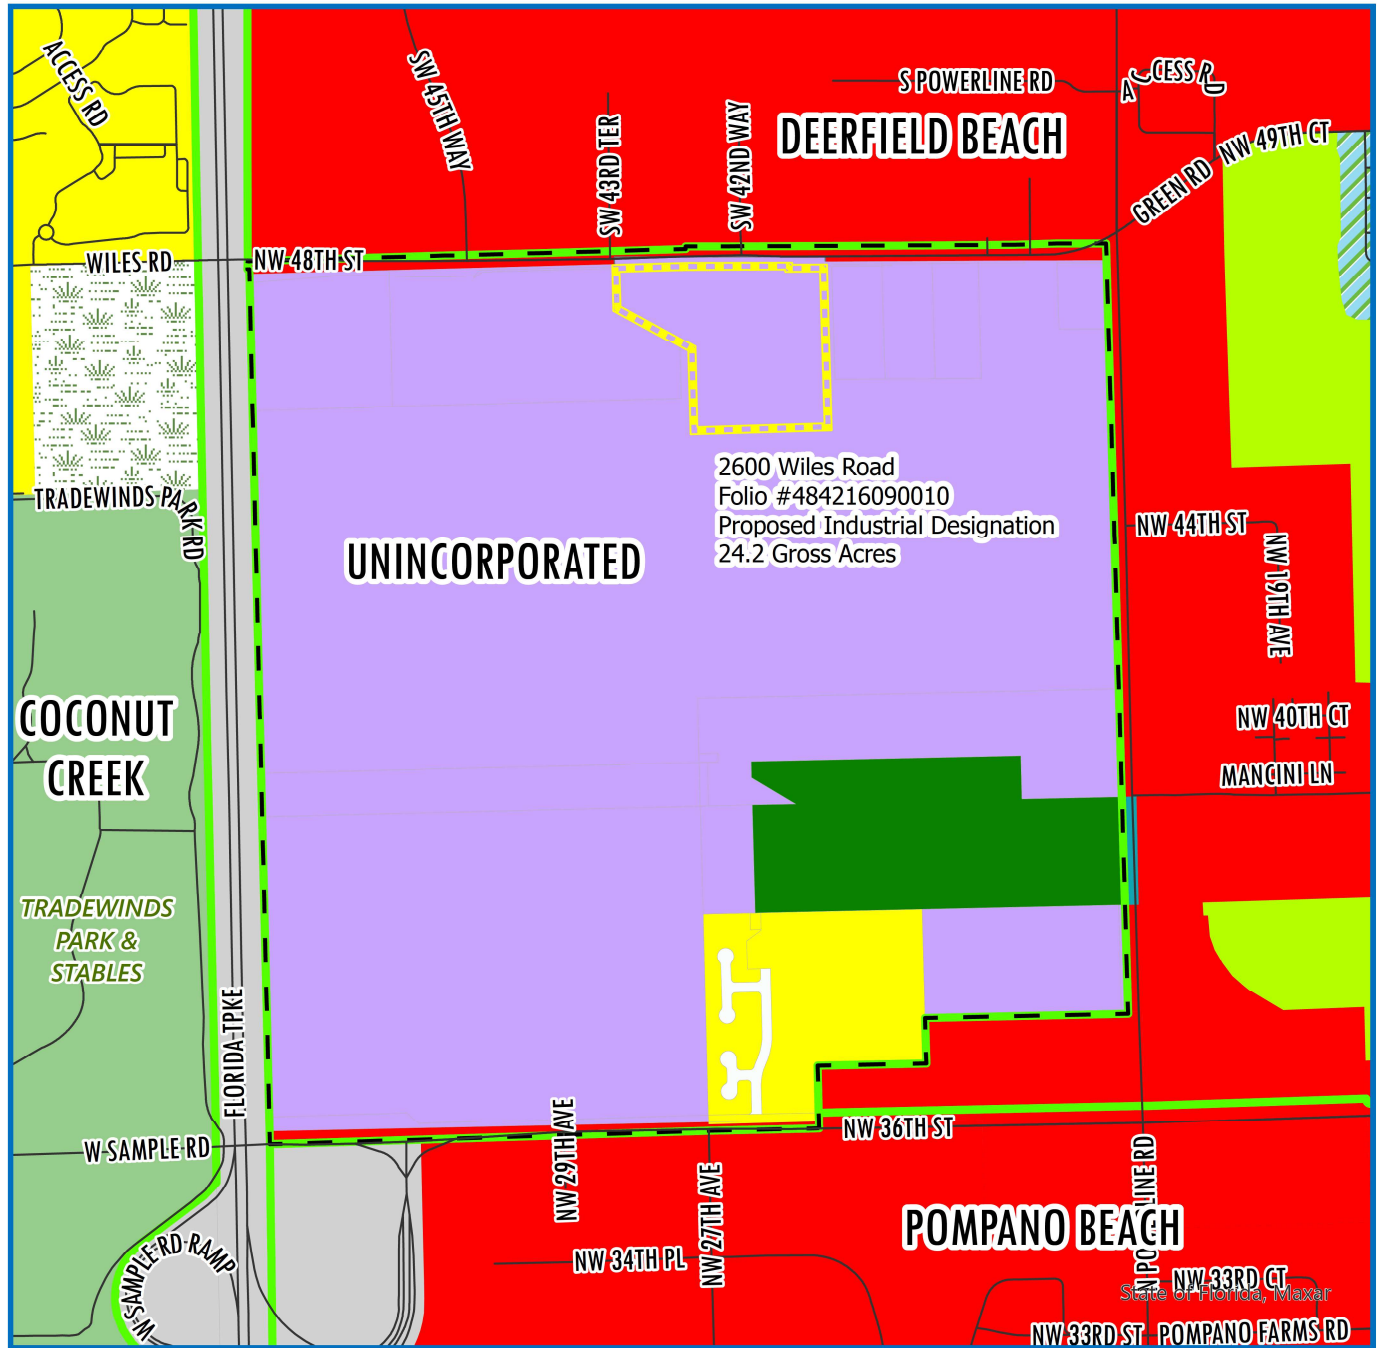 ACCESS RD
SW 45TH WAY
S POWERLINE RD
ACCESS RD
DEERFIELD BEACH
SW 43RD TER
SW 42ND WAY
NW 49TH CT
GREEN RD
WILES RD
NW 48TH ST
2600 Wiles Road
Folio #484216090010
Proposed Industrial Designation
24.2 Gross Acres
TRADEWINDS PARK RD
UNINCORPORATED
NW 44TH ST
NW 19TH AVE
COCONUT
CREEK
NW 40TH CT
MANCINI LN
TRADEWINDS
PARK &
STABLES
FLORIDA TPKE
W SAMPLE RD
NW 29TH AVE
NW 36TH ST
NW 27TH AVE
N POWERLINE RD
POMPANO BEACH
W SAMPLE RD RAMP
NW 34TH PL
NW 33RD CT
State of Florida, Maxar
NW 33RD ST
POMPANO FARMS RD